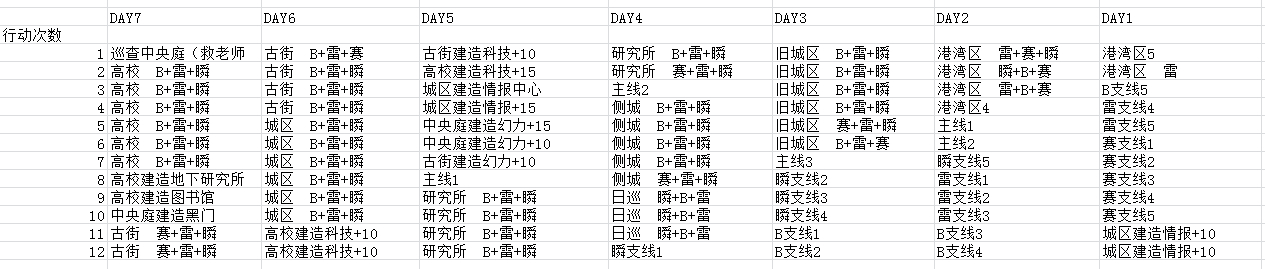 DAY7 DAY6 DAY5 DAY4 DAY3 DAY2 DAY1
行动次数
1 巡查中央庭（救老师 古街 B+雷+赛 古街建造科技+10 研究所 B+雷+瞬 旧城区 B+雷+瞬 港湾区 雷+赛+瞬 港湾区5
2 高校 B+雷+瞬 古街 B+雷+瞬 高校建造科技+15 研究所 赛+雷+瞬 旧城区 B+雷+瞬 港湾区 瞬+B+赛 港湾区 雷
3 高校 B+雷+瞬 古街 B+雷+瞬 城区建造情报中心 主线2 旧城区 B+雷+瞬 港湾区 雷+B+赛 B支线5
4 高校 B+雷+瞬 古街 B+雷+瞬 城区建造情报+15 侧城 B+雷+瞬 旧城区 B+雷+瞬 港湾区4 雷支线4
5 高校 B+雷+瞬 城区 B+雷+瞬 中央庭建造幻力+15 侧城 B+雷+瞬 旧城区 赛+雷+瞬 主线1 雷支线5
6 高校 B+雷+瞬 城区 B+雷+瞬 中央庭建造幻力+10 侧城 B+雷+瞬 旧城区 B+雷+赛 主线2 赛支线1
7 高校 B+雷+瞬 城区 B+雷+瞬 古街建造幻力+10 侧城 B+雷+瞬 主线3 瞬支线5 赛支线2
8 高校建造地下研究所 城区 B+雷+瞬 主线1 侧城 赛+雷+瞬 瞬支线2 雷支线1 赛支线3
9 高校建造图书馆 城区 B+雷+瞬 研究所 B+雷+瞬 日巡 瞬+B+雷 瞬支线3 雷支线2 赛支线4
10 中央庭建造黑门 城区 B+雷+瞬 研究所 B+雷+瞬 日巡 瞬+B+雷 瞬支线4 雷支线3 赛支线5
11 古街 赛+雷+瞬 高校建造科技+10 研究所 B+雷+瞬 日巡 瞬+B+雷 B支线1 B支线3 城区建造情报+10
12 古街 赛+雷+瞬 高校建造科技+10 研究所 B+雷+瞬 瞬支线1 B支线2 B支线4 城区建造情报+10